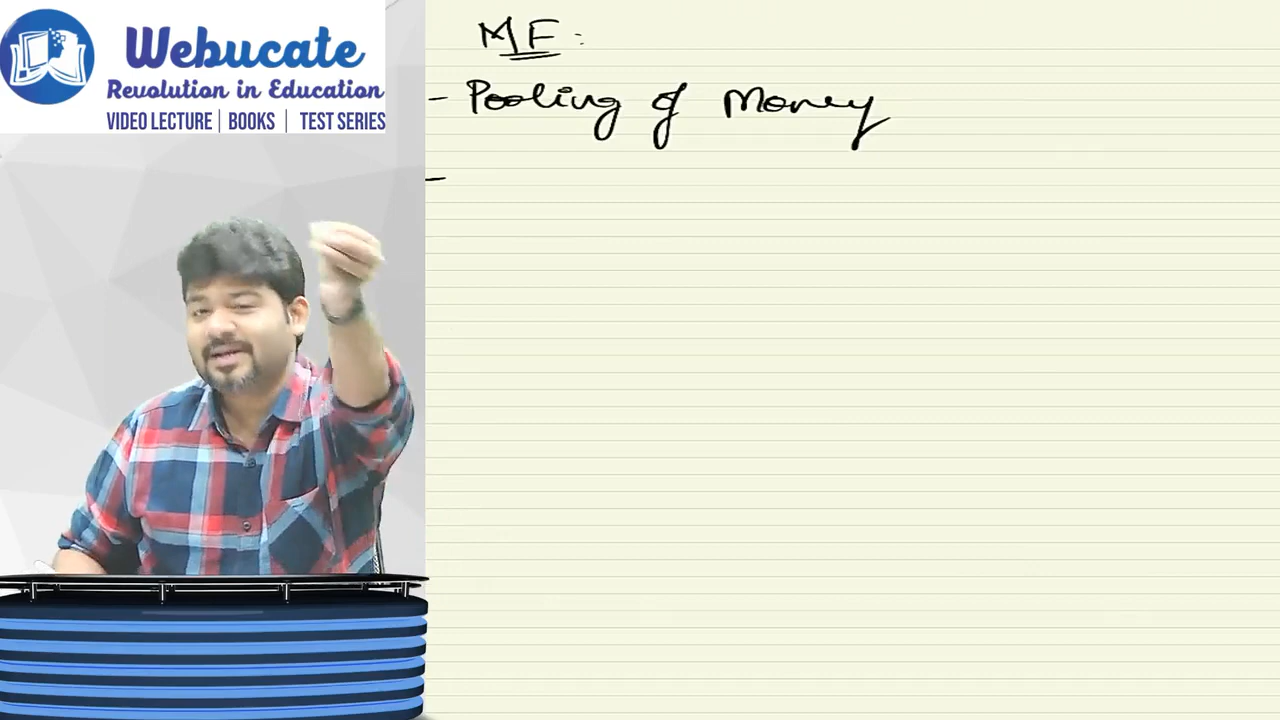 Webucate
Revolution in Education
VIDEO LECTURE | BOOKS | TEST SERIES
MF:
- Pooling of Money
-